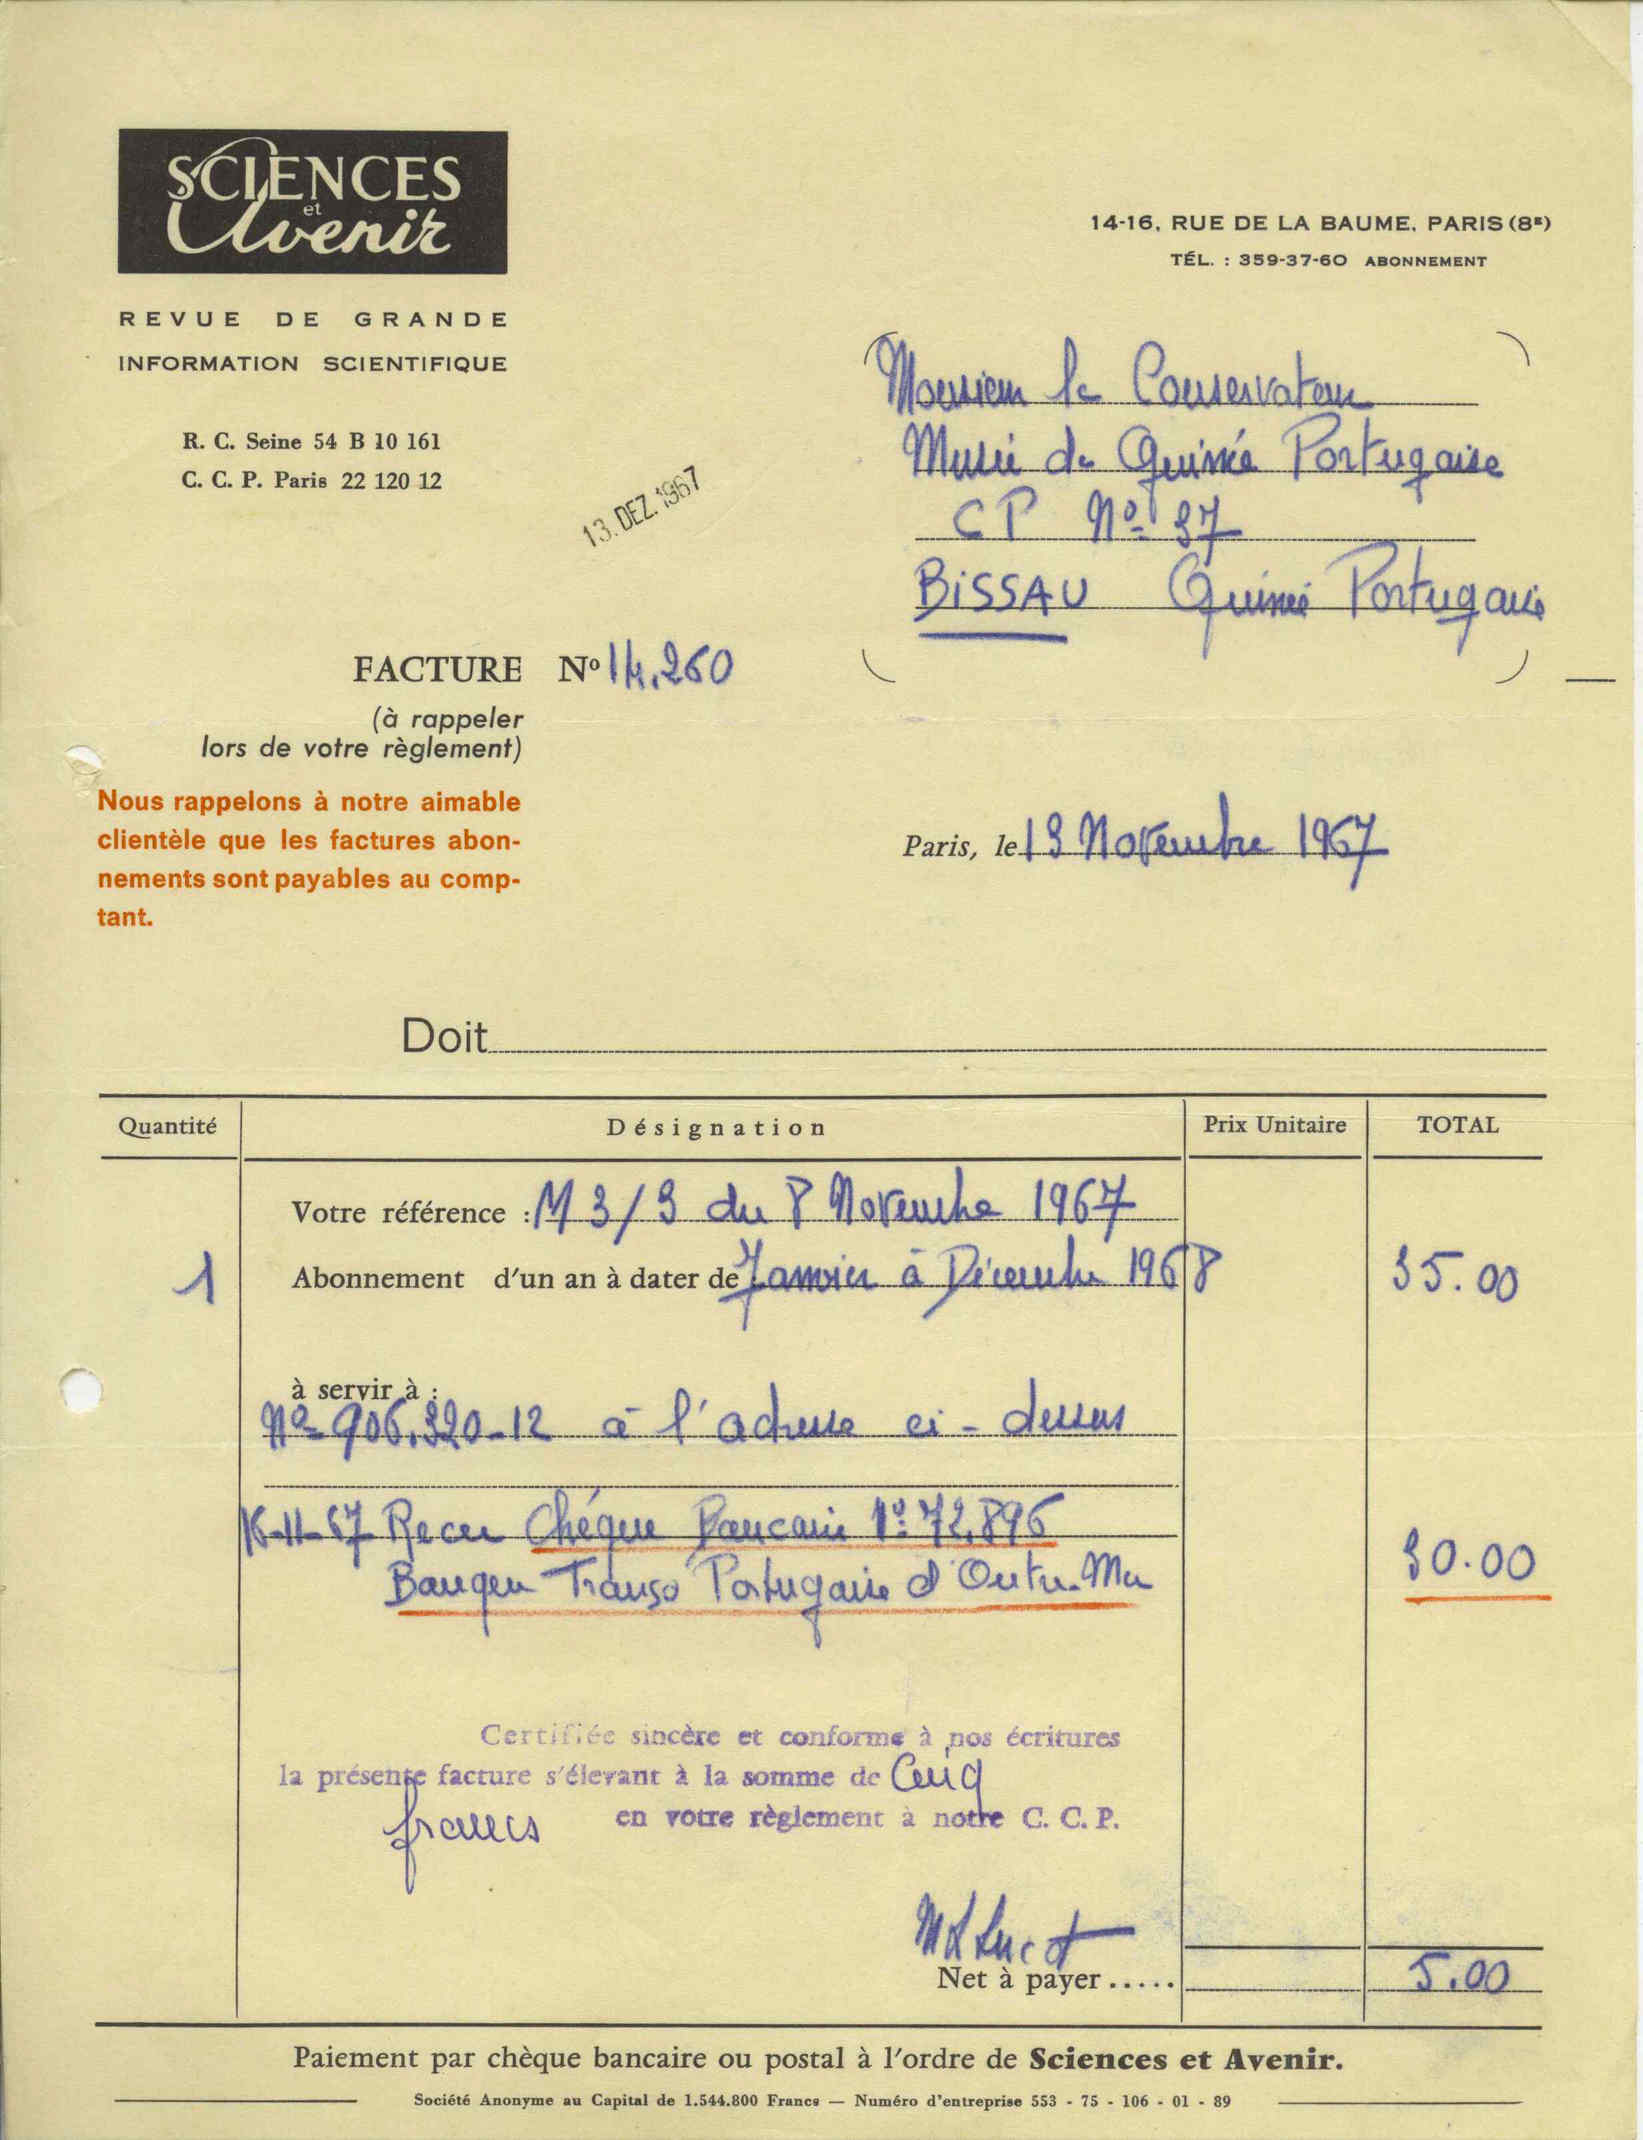 SCIENCES
et
Avenir
REVUE DE GRANDE
INFORMATION SCIENTIFIQUE
R. C. Seine 54 B 10 161
C. C. P. Paris 22 120 12
14-16, RUE DE LA BAUME, PARIS (8ᴱ)
TÉL. : 359-37-60 ABONNEMENT
13. DEZ. 1967
Monsieur le Conservateur
Musée de Guinée Portugaise
CP Nº 37
BISSAU Guinée Portugaise
FACTURE Nº 14.260
(à rappeler
lors de votre règlement)
Nous rappelons à notre aimable
clientèle que les factures abon-
nements sont payables au comp-
tant.
Paris, le 13 Novembre 1967
Doit
Quantité Désignation Prix Unitaire TOTAL
Votre référence : M 3/3 du 8 Novembre 1967
1 Abonnement d'un an à dater de Janvier à Décembre 1968 35.00
à servir à :
Nº 906.320-12 à l'adresse ci-dessus
16-11-67 Recu Chéque Bancaire Nº 72.896
Banque Transo Portugaise d'Outre-Mer 30.00
Certifiée sincère et conforme à nos écritures
la présente facture s'élevant à la somme de Cinq
francs en votre règlement à notre C. C. P.
Net à payer ..... 5.00
Paiement par chèque bancaire ou postal à l'ordre de Sciences et Avenir.
Société Anonyme au Capital de 1.544.800 Francs — Numéro d'entreprise 553 - 75 - 106 - 01 - 89